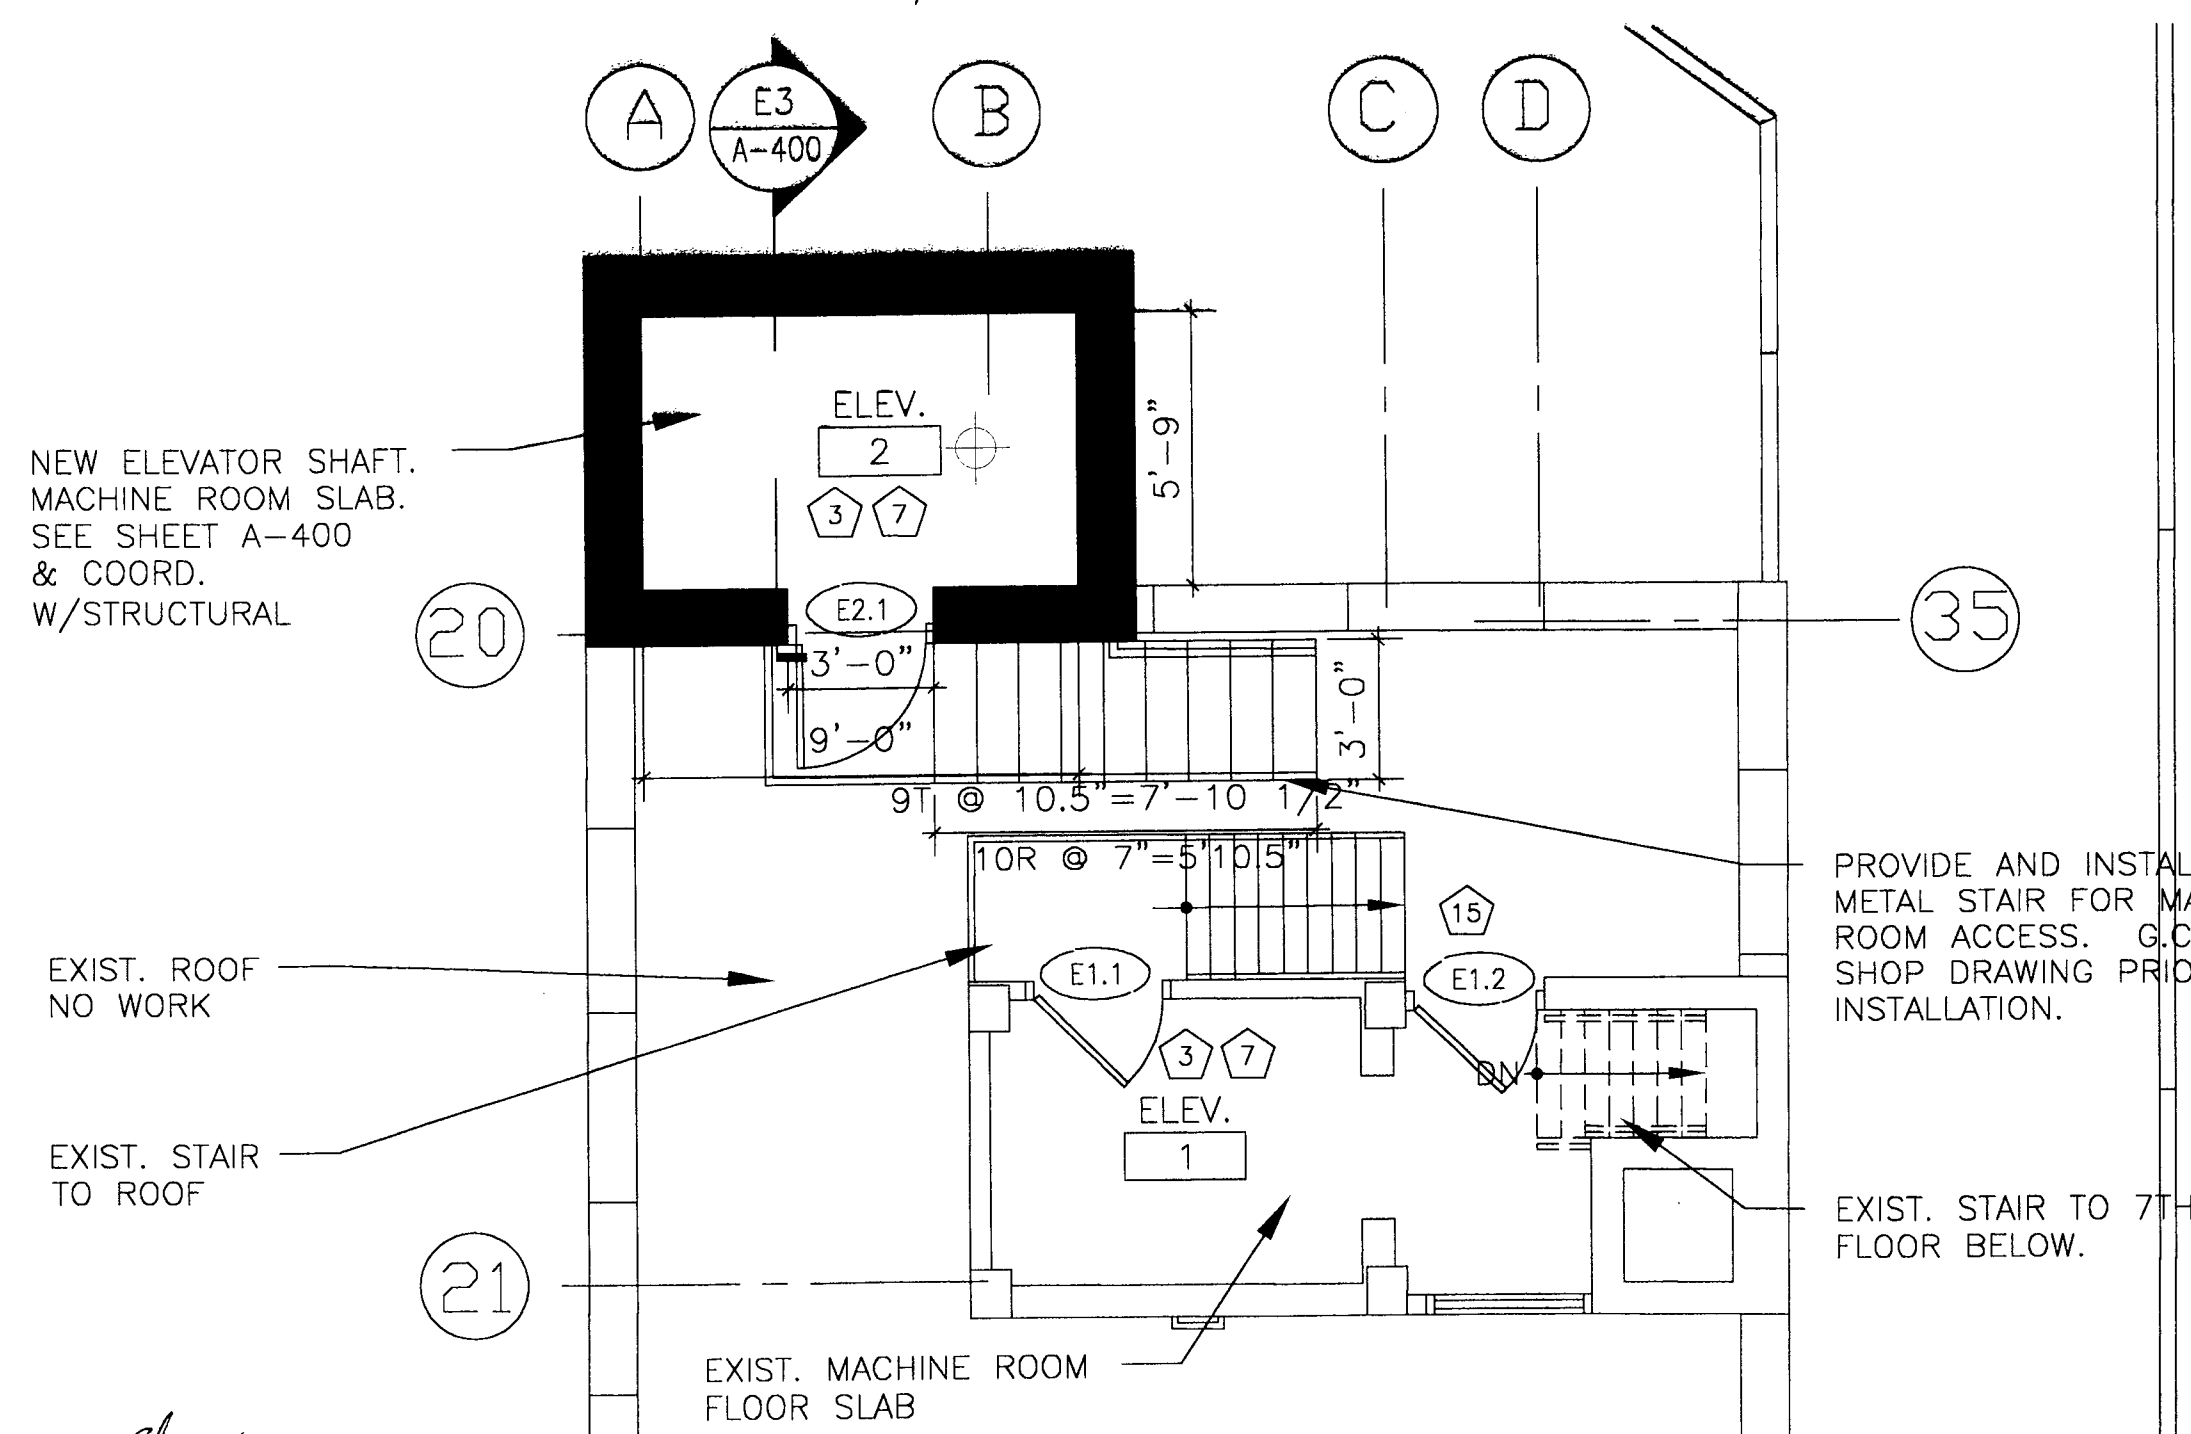 A
E3
A-400
B
C
D
ELEV.
2
3
7
5'-9"
NEW ELEVATOR SHAFT.
MACHINE ROOM SLAB.
SEE SHEET A-400
& COORD.
W/STRUCTURAL
20
E2.1
35
3'-0"
3'-0"
9'-0"
9T @ 10.5"=7'-10 1/2"
10R @ 7"=5'10.5"
PROVIDE AND INSTAL
METAL STAIR FOR MA
ROOM ACCESS. G.C
SHOP DRAWING PRIO
INSTALLATION.
15
E1.1
E1.2
EXIST. ROOF
NO WORK
3
7
DN
ELEV.
1
EXIST. STAIR
TO ROOF
EXIST. STAIR TO 7TH
FLOOR BELOW.
21
EXIST. MACHINE ROOM
FLOOR SLAB